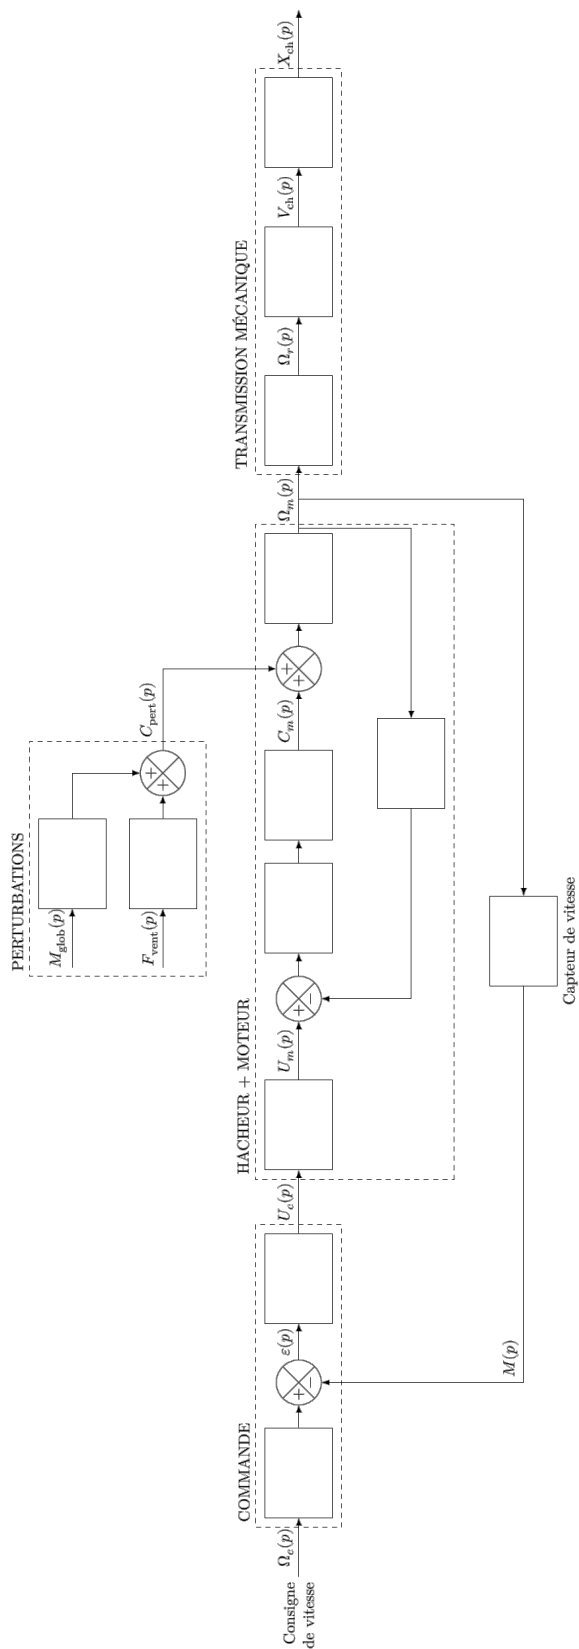 PERTURBATIONS
M_glob(p)
F_vent(p)
+
+
C_pert(p)
Consigne
de vitesse
Ω_c(p)
COMMANDE
+
−
ε(p)
U_c(p)
HACHEUR + MOTEUR
U_m(p)
+
−
C_m(p)
+
+
Ω_m(p)
TRANSMISSION MÉCANIQUE
Ω_r(p)
V_ch(p)
X_ch(p)
M(p)
Capteur de vitesse